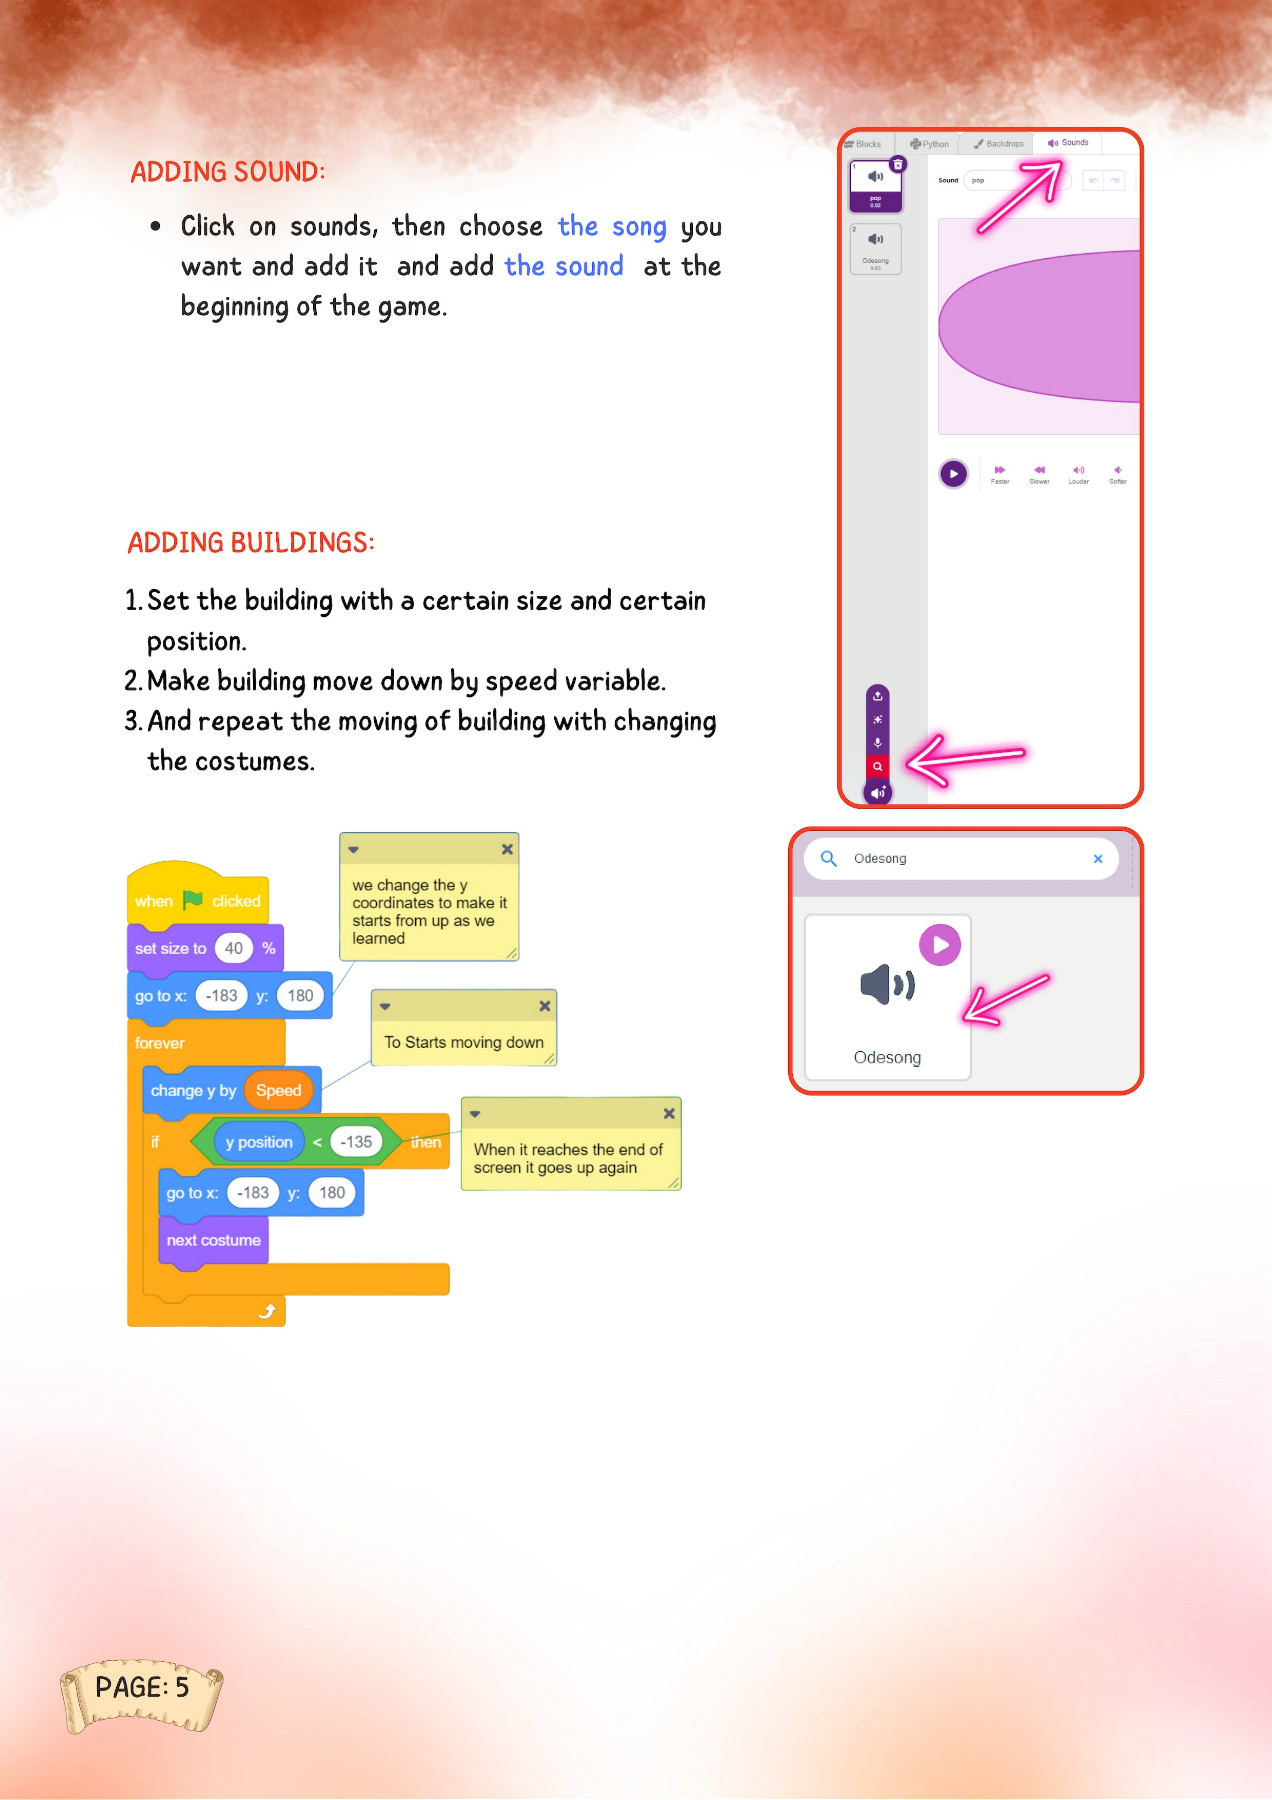 ADDING SOUND:
• Click on sounds, then choose the song you
want and add it and add the sound at the
beginning of the game.
Blocks
Python
Backdrops
Sounds
1
pop
0.02
Sound
pop
2
Odesong
0.03
Faster
Slower
Louder
Softer
ADDING BUILDINGS:
1. Set the building with a certain size and certain
position.
2. Make building move down by speed variable.
3. And repeat the moving of building with changing
the costumes.
Odesong
Odesong
we change the y
coordinates to make it
starts from up as we
learned
To Starts moving down
When it reaches the end of
screen it goes up again
when clicked
set size to 40 %
go to x: -183 y: 180
forever
change y by Speed
if y position < -135 then
go to x: -183 y: 180
next costume
PAGE: 5